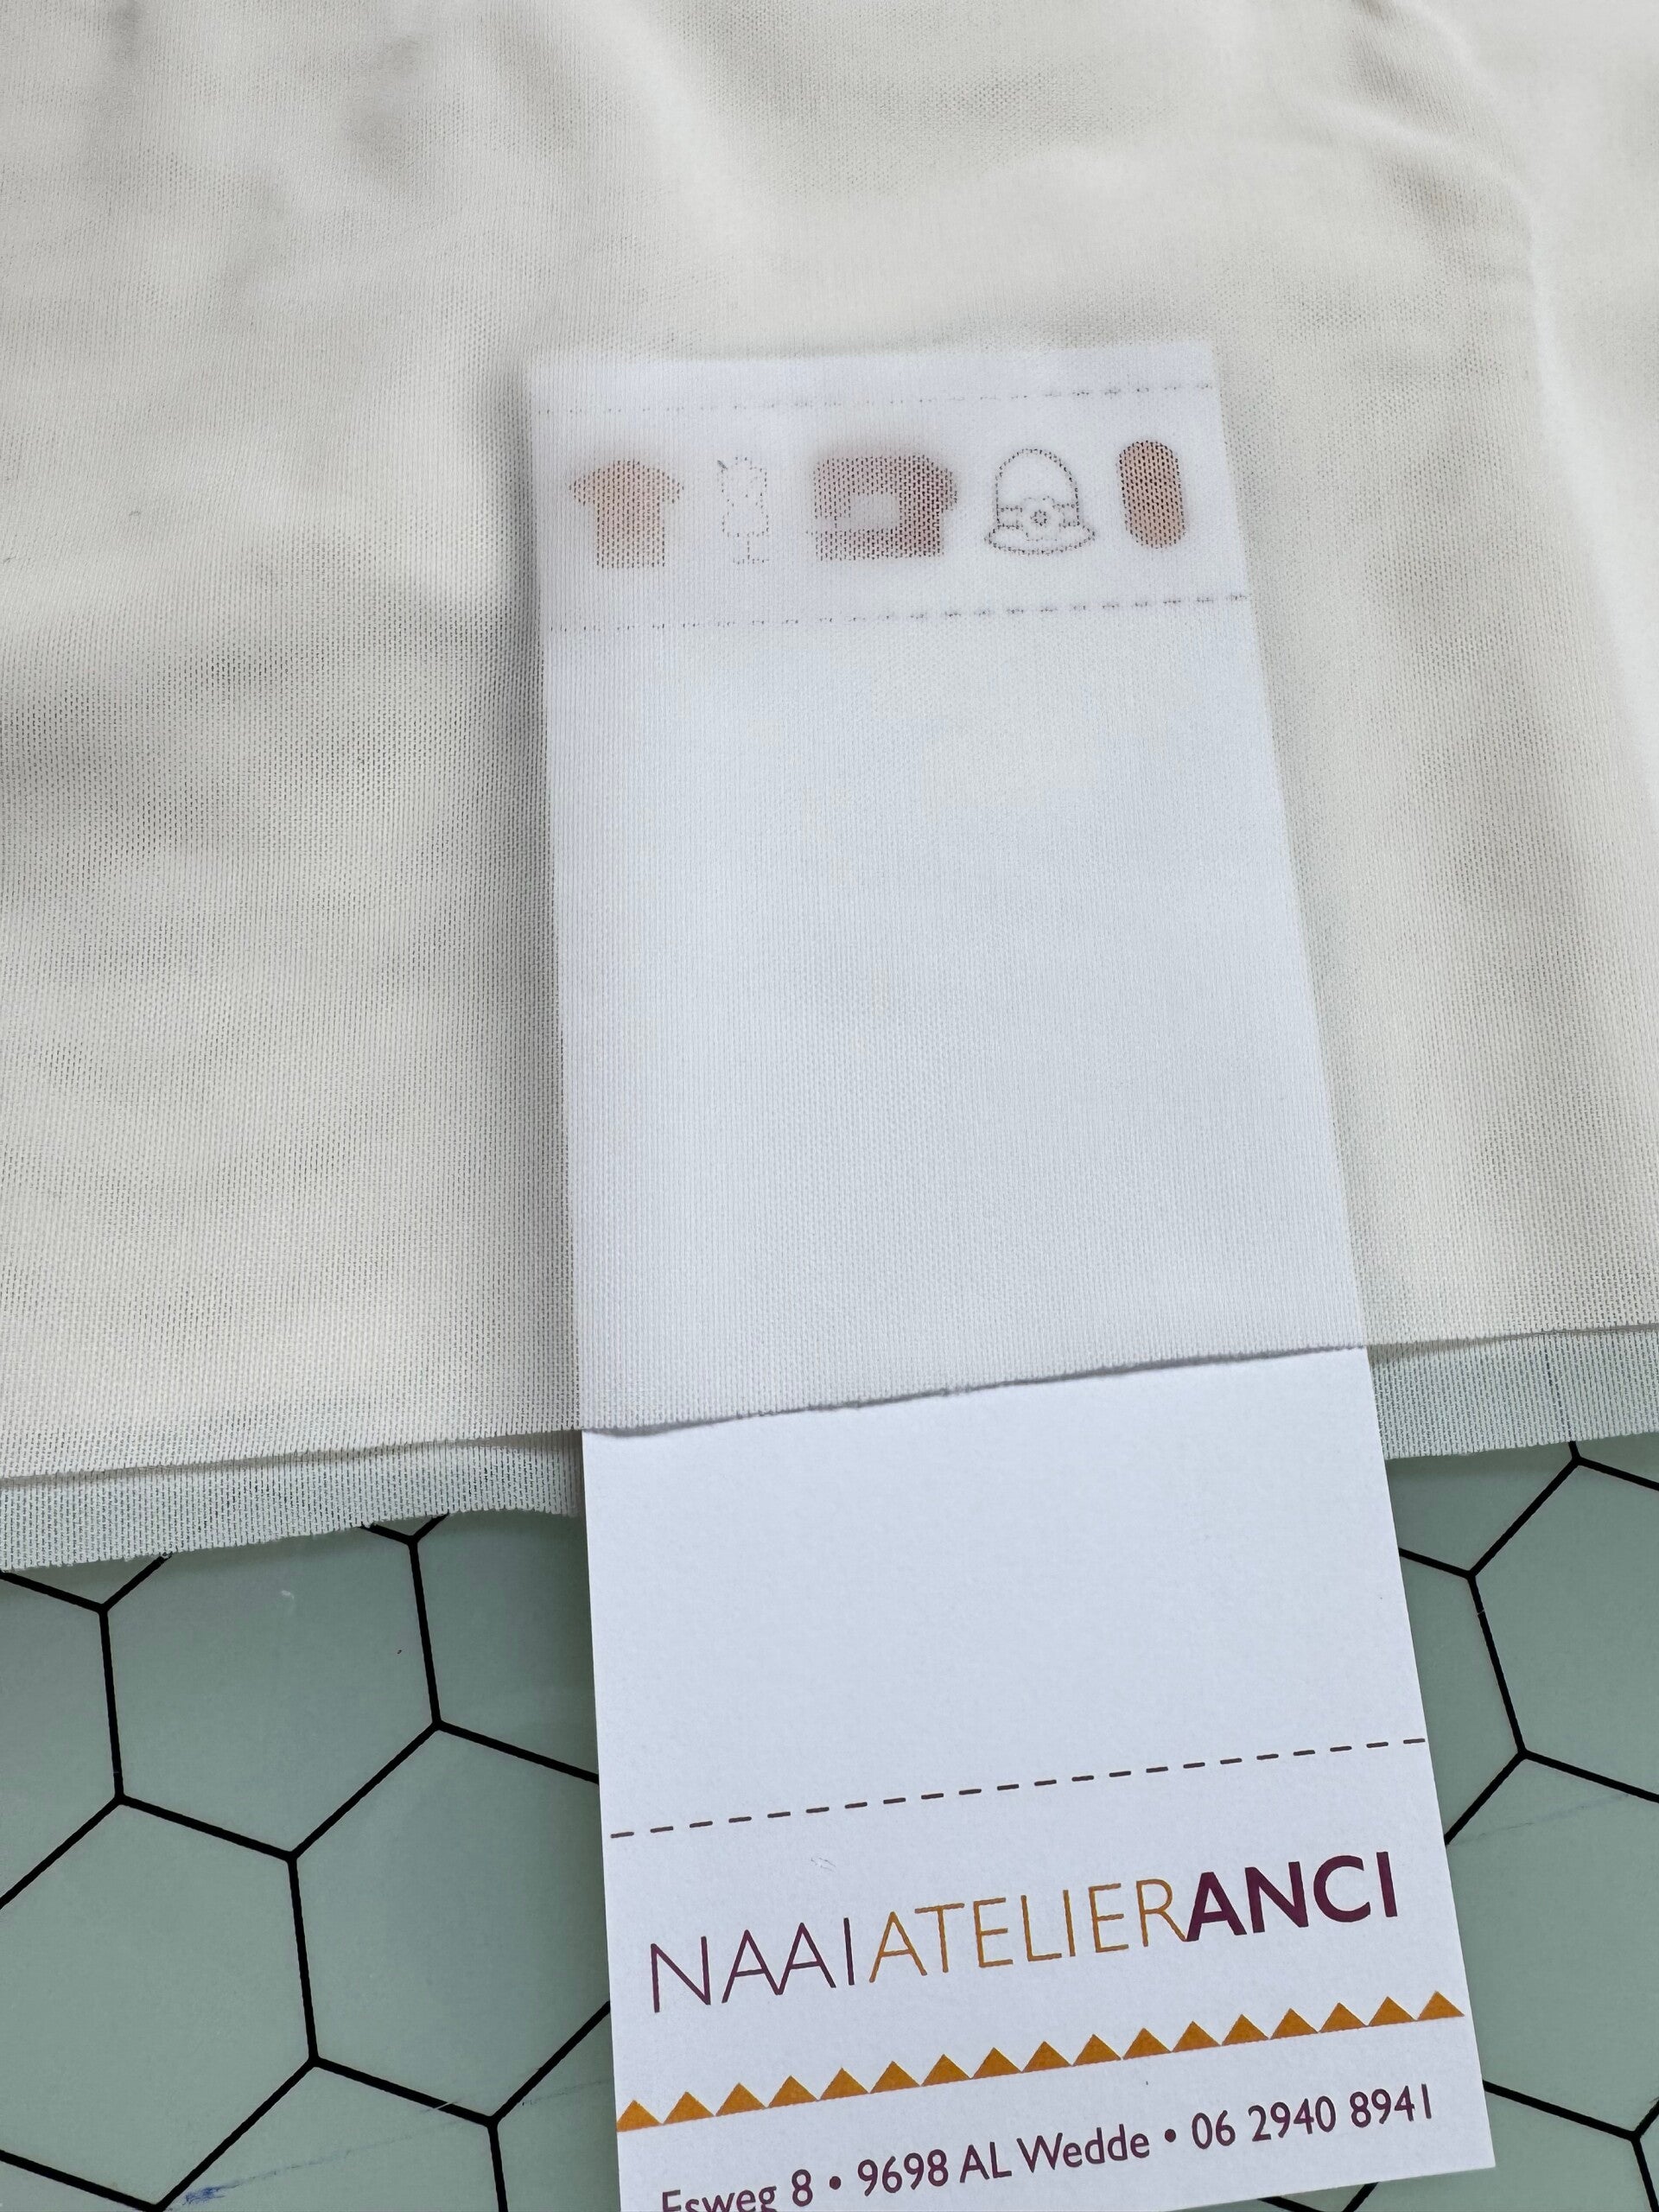 NAAIATELIERANCI
Esweg 8 • 9698 AL Wedde • 06 2940 8941